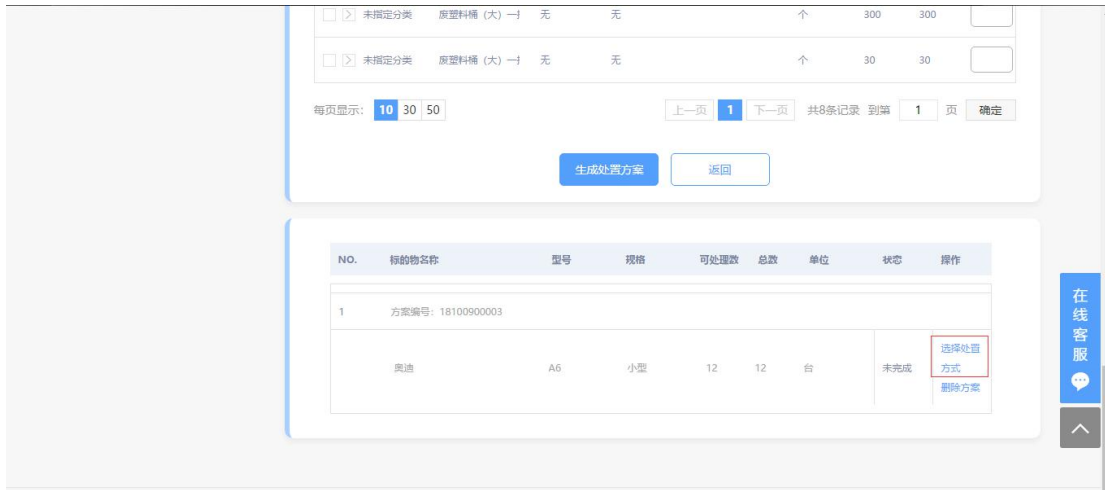 未指定分类 废塑料桶（大）一 无 无 个 300 300
未指定分类 废塑料桶（大）一 无 无 个 30 30
每页显示： 10 30 50 上一页 1 下一页 共8条记录 到第 1 页 确定
生成处置方案 返回
NO. 标的物名称 型号 规格 可处理数 总数 单位 状态 操作
1 方案编号：18100900003
奥迪 A6 小型 12 12 台 未完成 选择处置
方式
删除方案
在线客服